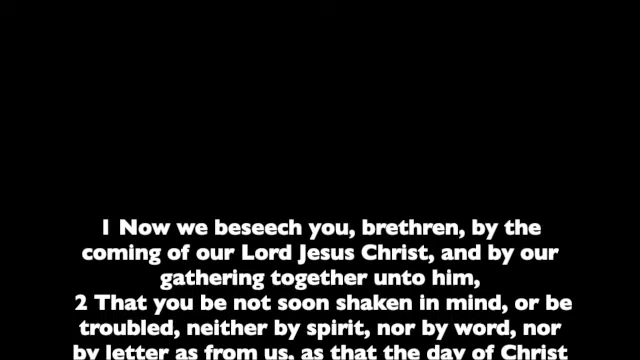 1 Now we beseech you, brethren, by the
coming of our Lord Jesus Christ, and by our
gathering together unto him,
2 That you be not soon shaken in mind, or be
troubled, neither by spirit, nor by word, nor
by letter as from us, as that the day of Christ